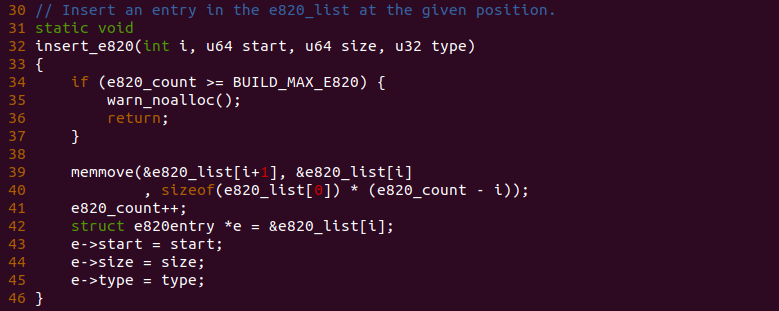 30 // Insert an entry in the e820_list at the given position.
31 static void
32 insert_e820(int i, u64 start, u64 size, u32 type)
33 {
34     if (e820_count >= BUILD_MAX_E820) {
35         warn_noalloc();
36         return;
37     }
38
39     memmove(&e820_list[i+1], &e820_list[i]
40             , sizeof(e820_list[0]) * (e820_count - i));
41     e820_count++;
42     struct e820entry *e = &e820_list[i];
43     e->start = start;
44     e->size = size;
45     e->type = type;
46 }